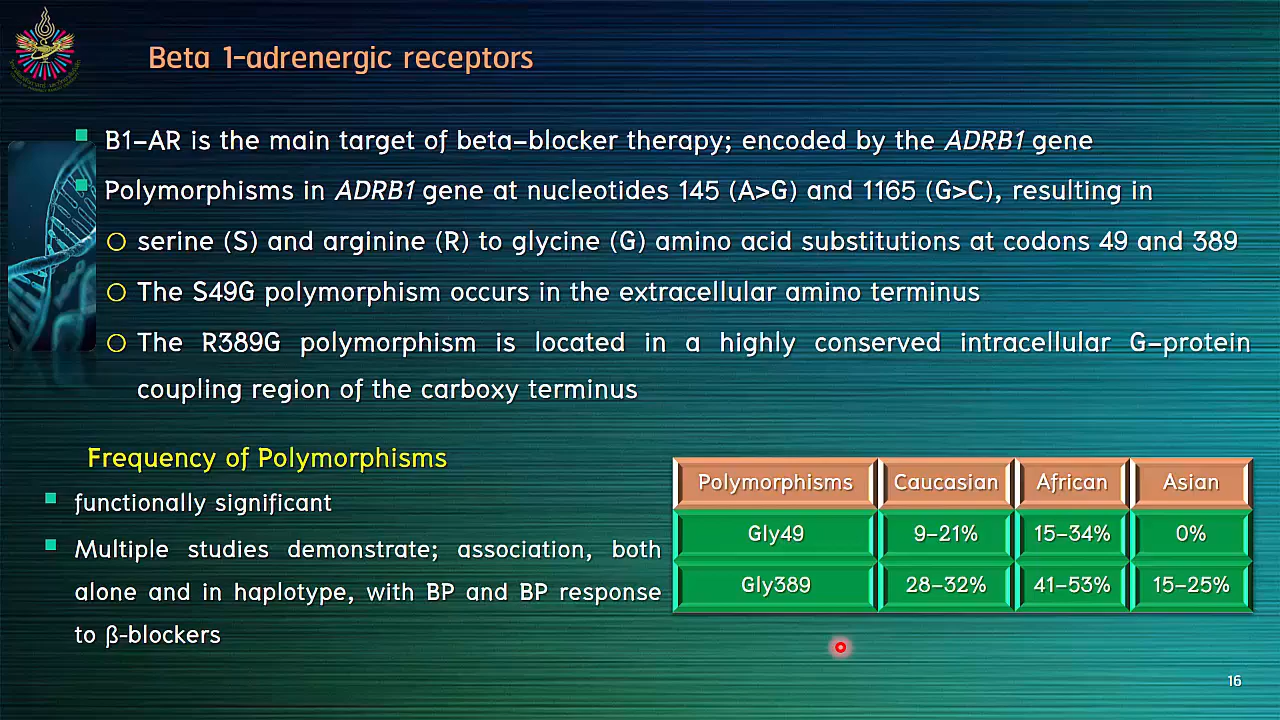 Beta 1-adrenergic receptors
B1–AR is the main target of beta–blocker therapy; encoded by the ADRB1 gene
Polymorphisms in ADRB1 gene at nucleotides 145 (A>G) and 1165 (G>C), resulting in
serine (S) and arginine (R) to glycine (G) amino acid substitutions at codons 49 and 389
The S49G polymorphism occurs in the extracellular amino terminus
The R389G polymorphism is located in a highly conserved intracellular G–protein
coupling region of the carboxy terminus
Frequency of Polymorphisms
functionally significant
Multiple studies demonstrate; association, both
alone and in haplotype, with BP and BP response
to β-blockers
Polymorphisms Caucasian African Asian
Gly49 9–21% 15–34% 0%
Gly389 28–32% 41–53% 15–25%
16